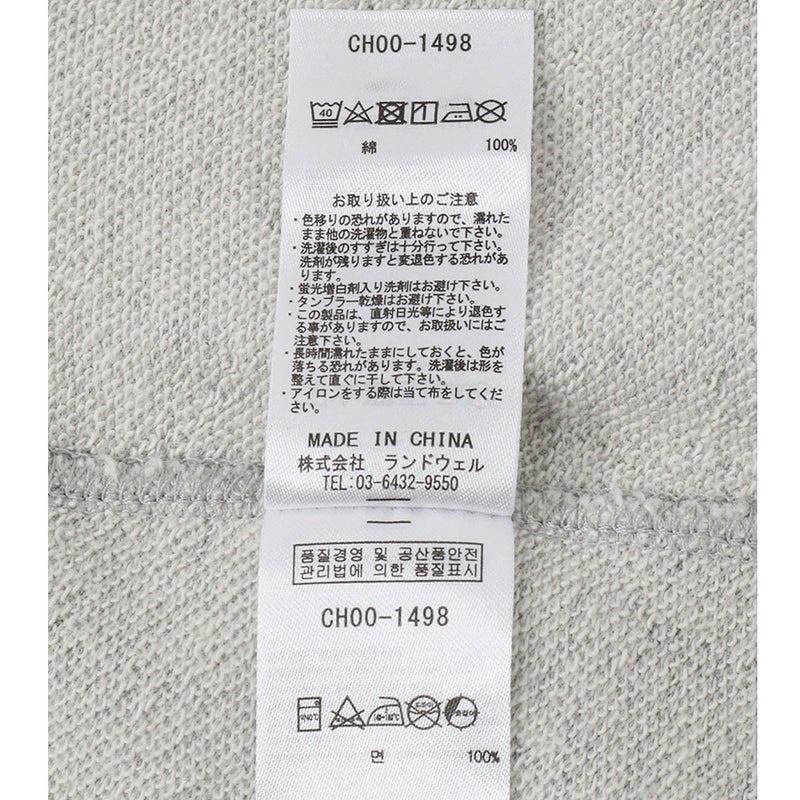 CH00-1498
40
綿 100%
お取り扱い上のご注意
・色移りの恐れがありますので、濡れた
まま他の洗濯物と重ねないで下さい。
・洗濯後のすすぎは十分行って下さい。
洗剤が残りますと変退色する恐れがあ
ります。
・蛍光増白剤入り洗剤はお避け下さい。
・タンブラー乾燥はお避け下さい。
・この製品は、直射日光等により退色す
る事がありますので、お取扱いにはご
注意下さい。
・長時間濡れたままにしておくと、色が
落ちる恐れがあります。洗濯後は形を
整えて直ぐに干して下さい。
・アイロンをする際は当て布をしてくだ
さい。
MADE IN CHINA
株式会社 ランドウェル
TEL:03-6432-9550
품질경영 및 공산품안전
관리법에 의한 품질표시
CH00-1498
약40℃ 드라이
면 100%